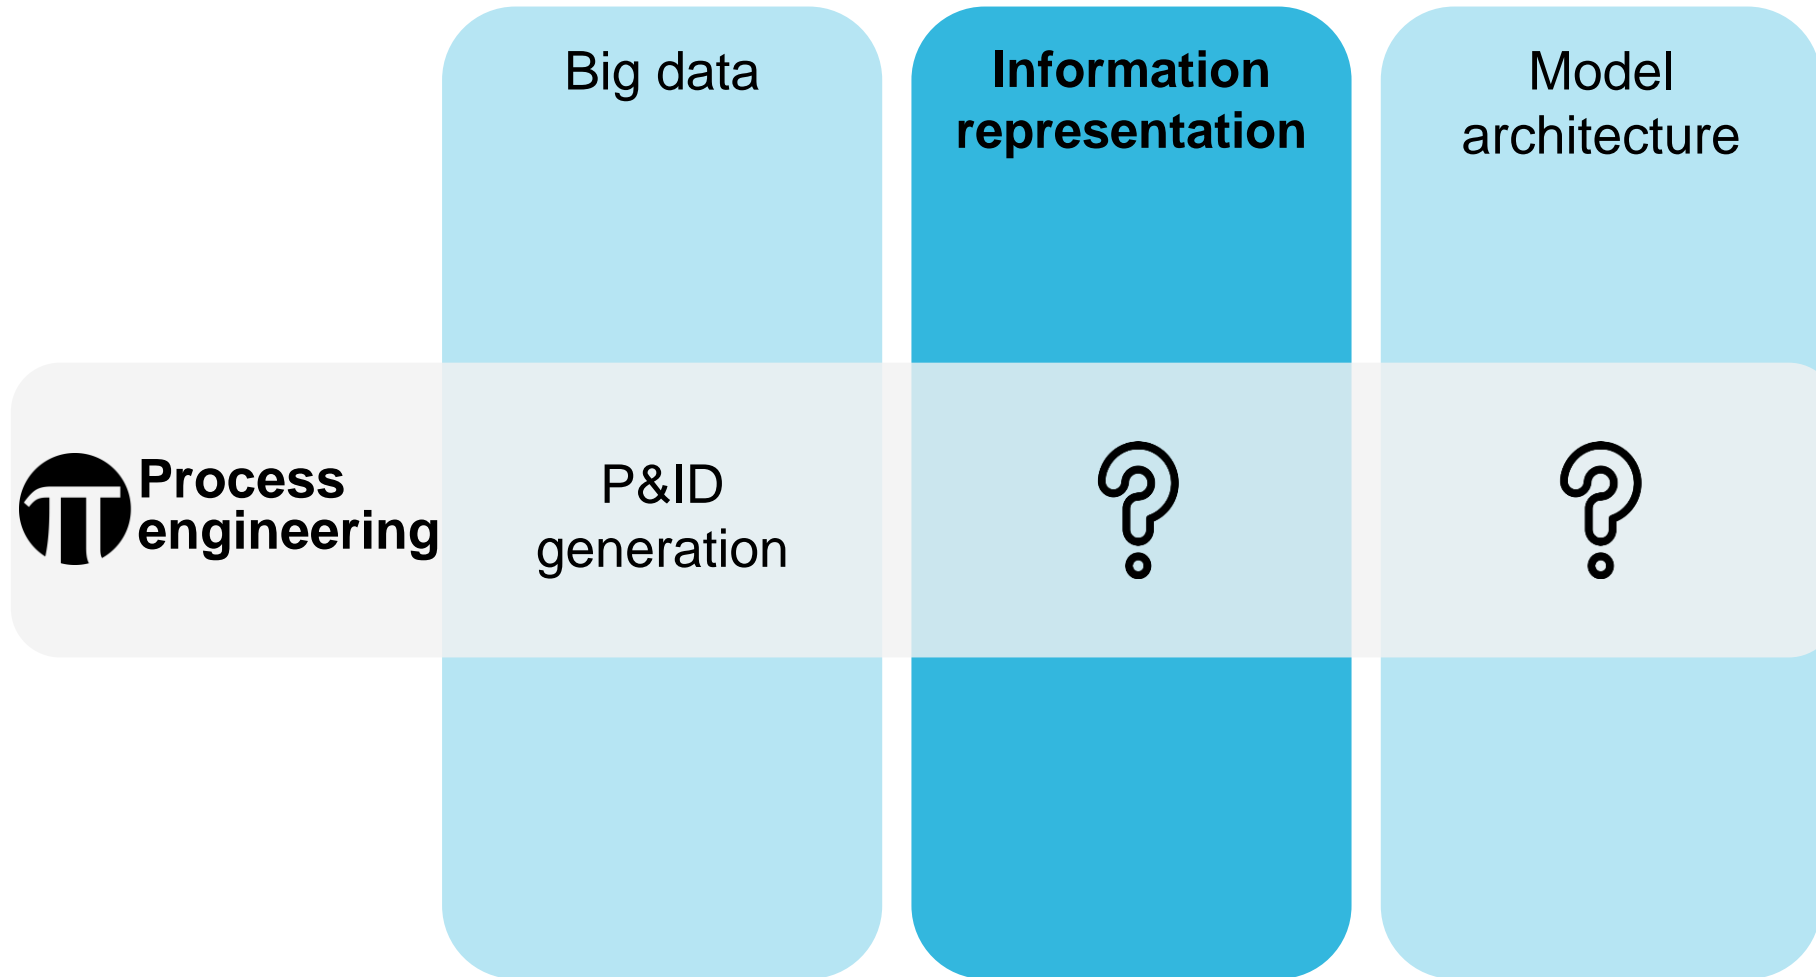 Big data
Information
representation
Model
architecture
Process
engineering
P&ID
generation
?
?